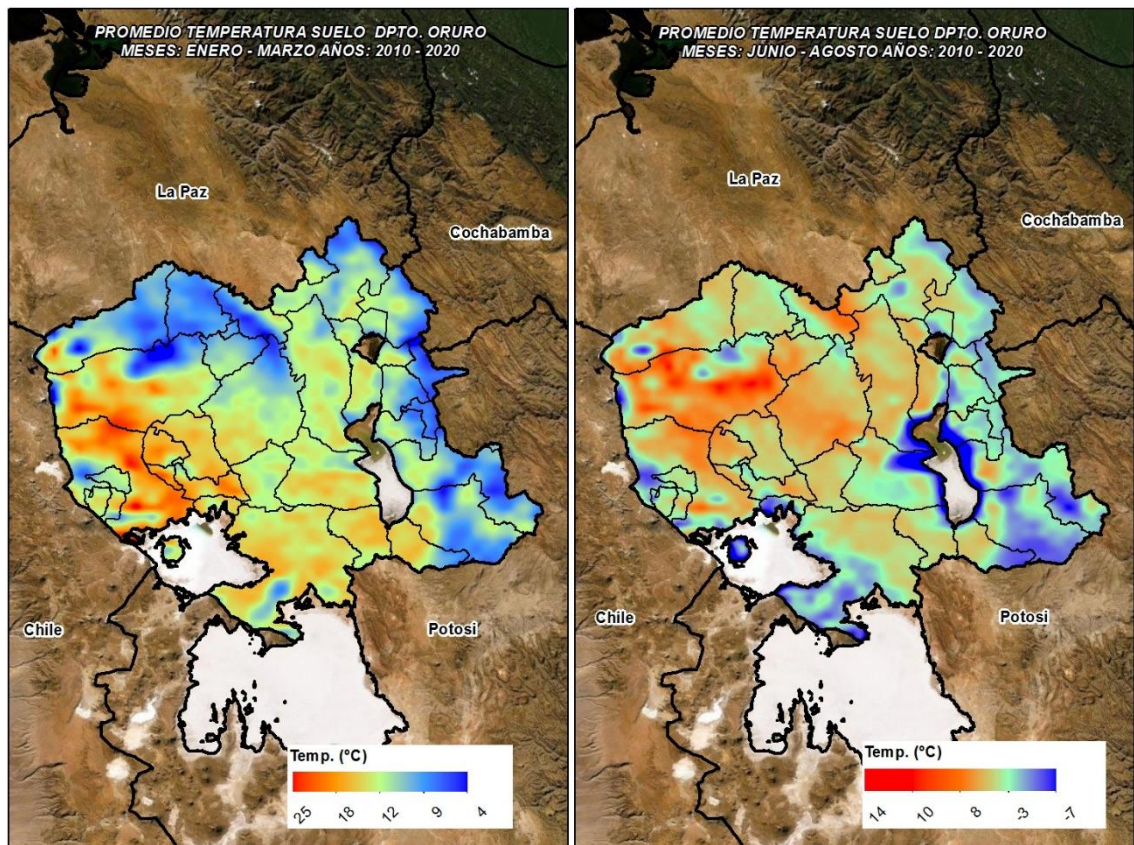 PROMEDIO TEMPERATURA SUELO DPTO. ORURO
MESES: ENERO - MARZO AÑOS: 2010 - 2020
La Paz
Cochabamba
Chile
Potosi
Temp. (°C)
25 18 12 9 4
PROMEDIO TEMPERATURA SUELO DPTO. ORURO
MESES: JUNIO - AGOSTO AÑOS: 2010 - 2020
La Paz
Cochabamba
Chile
Potosi
Temp. (°C)
14 10 8 -3 -7